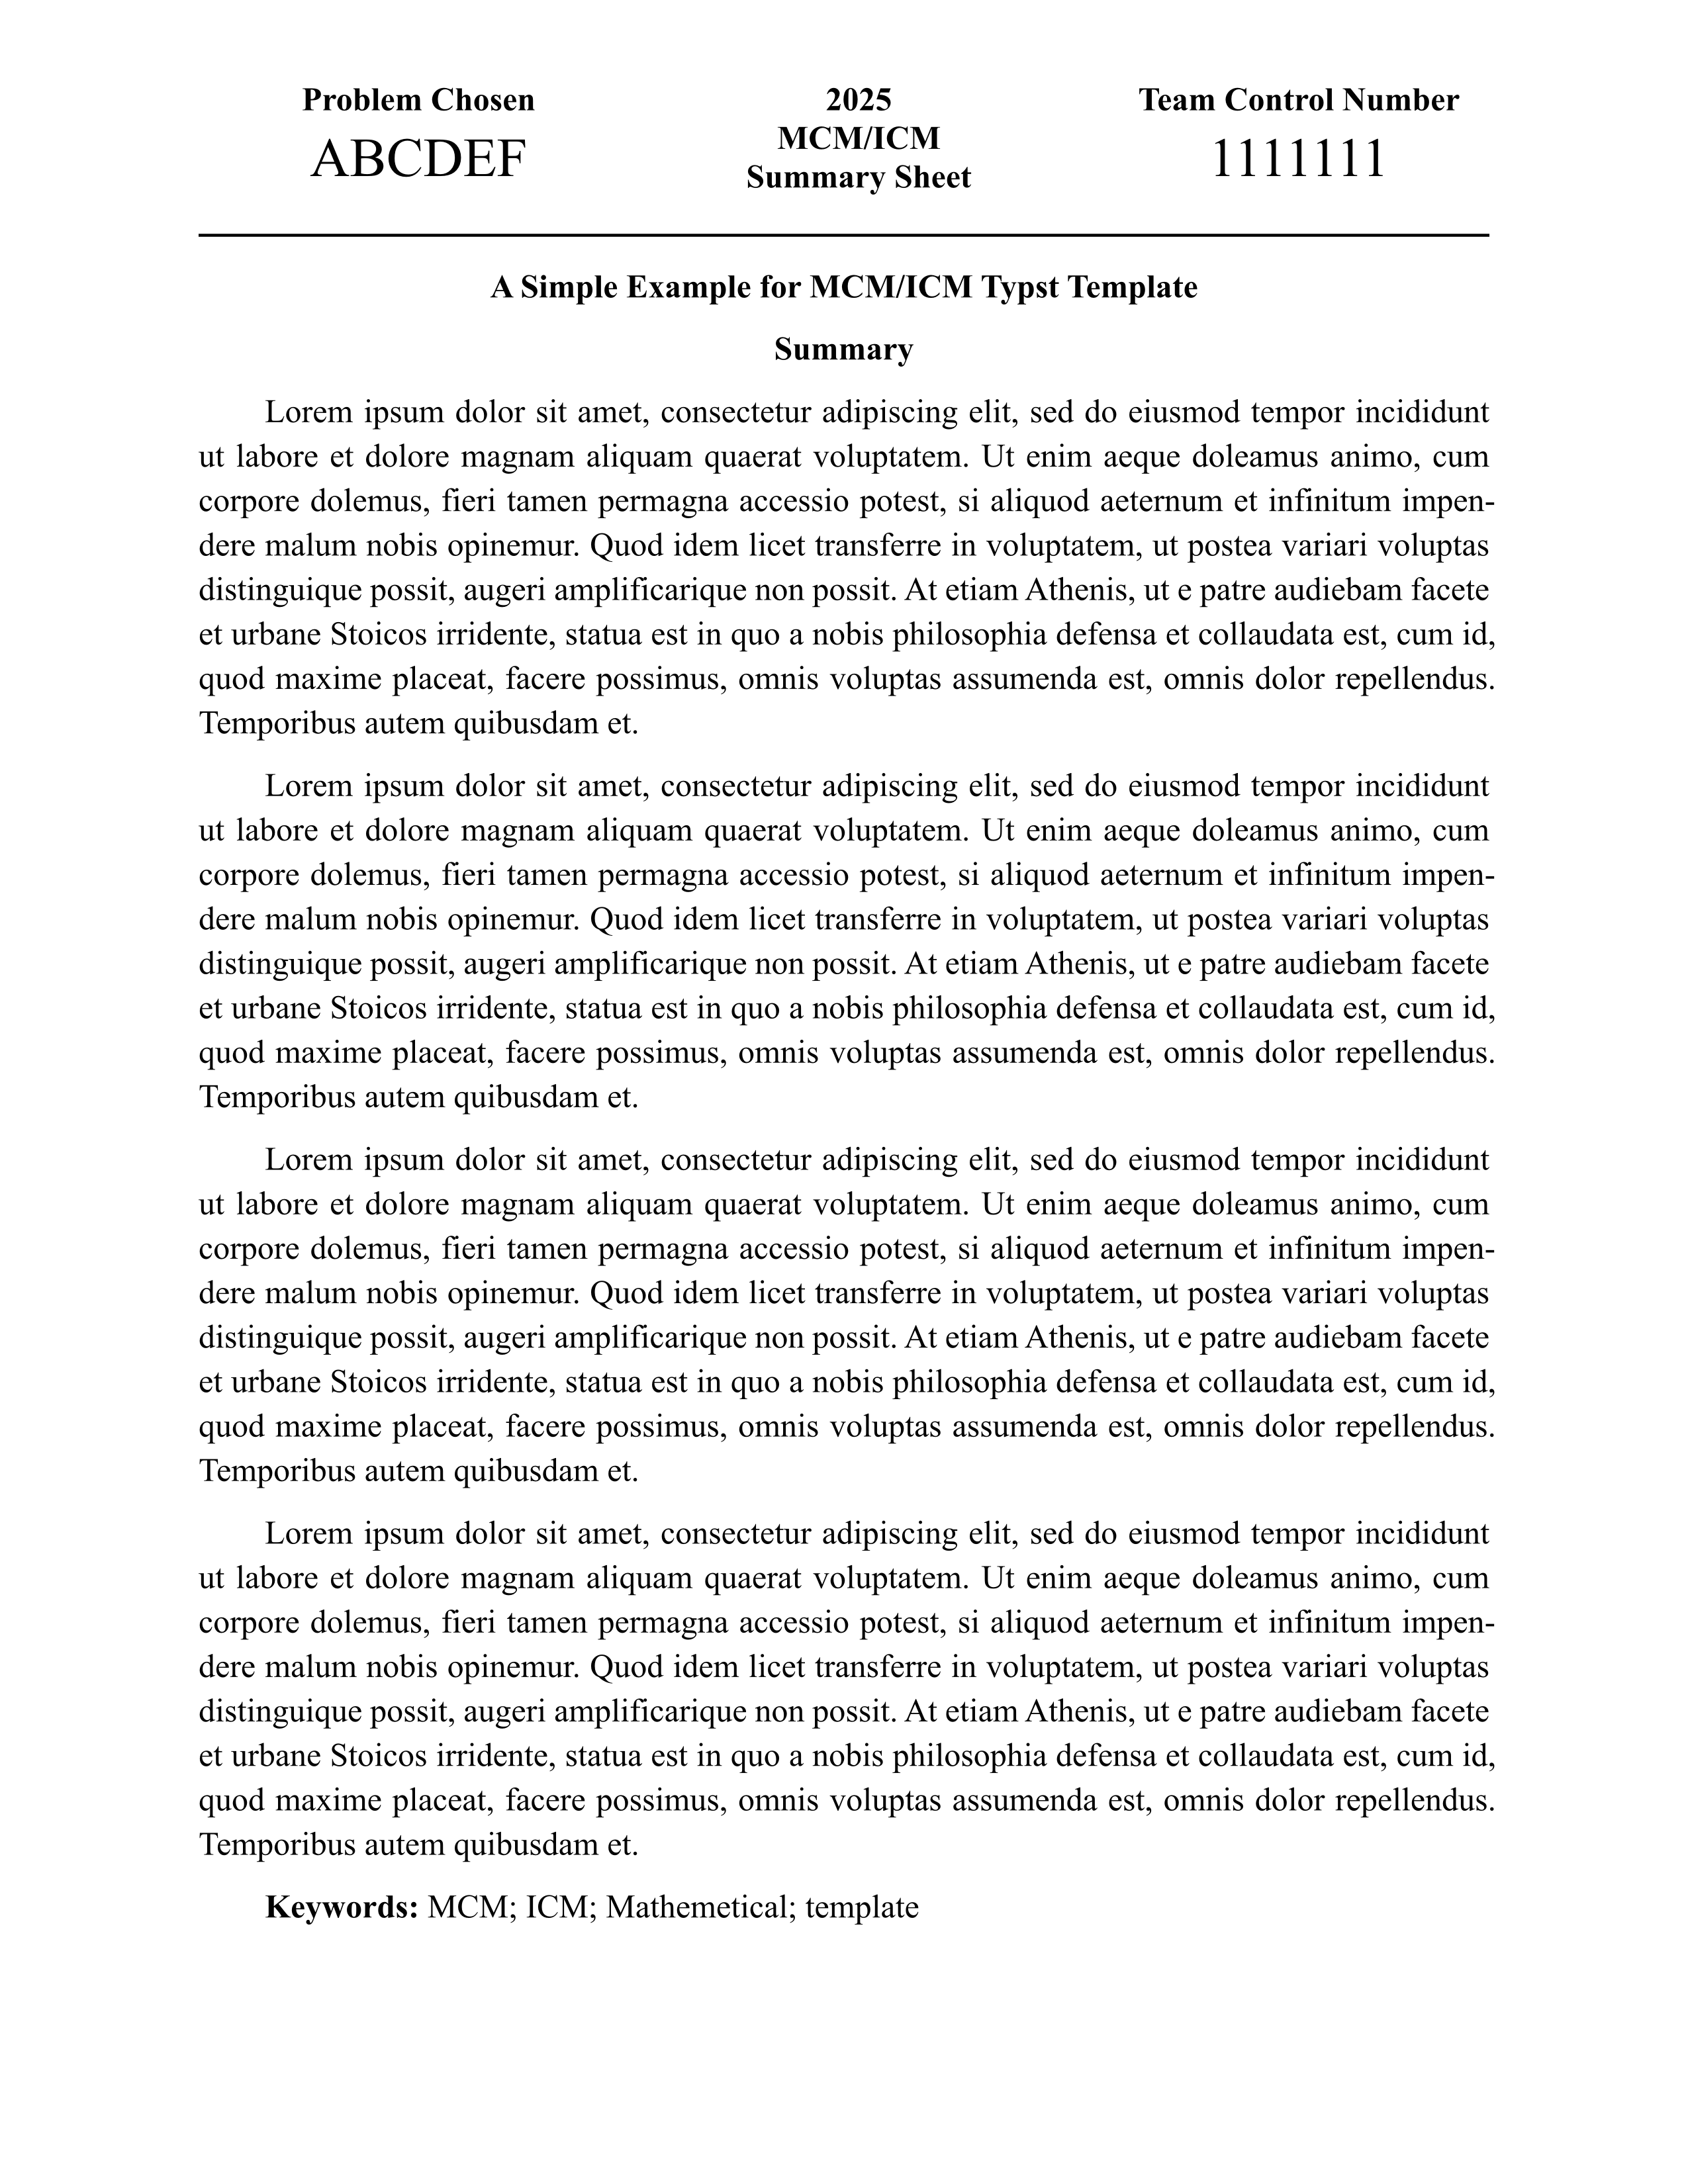 Problem Chosen
ABCDEF
2025
MCM/ICM
Summary Sheet
Team Control Number
1111111
A Simple Example for MCM/ICM Typst Template
Summary
Lorem ipsum dolor sit amet, consectetur adipiscing elit, sed do eiusmod tempor incididunt
ut labore et dolore magnam aliquam quaerat voluptatem. Ut enim aeque doleamus animo, cum
corpore dolemus, fieri tamen permagna accessio potest, si aliquod aeternum et infinitum impen-
dere malum nobis opinemur. Quod idem licet transferre in voluptatem, ut postea variari voluptas
distinguique possit, augeri amplificarique non possit. At etiam Athenis, ut e patre audiebam facete
et urbane Stoicos irridente, statua est in quo a nobis philosophia defensa et collaudata est, cum id,
quod maxime placeat, facere possimus, omnis voluptas assumenda est, omnis dolor repellendus.
Temporibus autem quibusdam et.
Lorem ipsum dolor sit amet, consectetur adipiscing elit, sed do eiusmod tempor incididunt
ut labore et dolore magnam aliquam quaerat voluptatem. Ut enim aeque doleamus animo, cum
corpore dolemus, fieri tamen permagna accessio potest, si aliquod aeternum et infinitum impen-
dere malum nobis opinemur. Quod idem licet transferre in voluptatem, ut postea variari voluptas
distinguique possit, augeri amplificarique non possit. At etiam Athenis, ut e patre audiebam facete
et urbane Stoicos irridente, statua est in quo a nobis philosophia defensa et collaudata est, cum id,
quod maxime placeat, facere possimus, omnis voluptas assumenda est, omnis dolor repellendus.
Temporibus autem quibusdam et.
Lorem ipsum dolor sit amet, consectetur adipiscing elit, sed do eiusmod tempor incididunt
ut labore et dolore magnam aliquam quaerat voluptatem. Ut enim aeque doleamus animo, cum
corpore dolemus, fieri tamen permagna accessio potest, si aliquod aeternum et infinitum impen-
dere malum nobis opinemur. Quod idem licet transferre in voluptatem, ut postea variari voluptas
distinguique possit, augeri amplificarique non possit. At etiam Athenis, ut e patre audiebam facete
et urbane Stoicos irridente, statua est in quo a nobis philosophia defensa et collaudata est, cum id,
quod maxime placeat, facere possimus, omnis voluptas assumenda est, omnis dolor repellendus.
Temporibus autem quibusdam et.
Lorem ipsum dolor sit amet, consectetur adipiscing elit, sed do eiusmod tempor incididunt
ut labore et dolore magnam aliquam quaerat voluptatem. Ut enim aeque doleamus animo, cum
corpore dolemus, fieri tamen permagna accessio potest, si aliquod aeternum et infinitum impen-
dere malum nobis opinemur. Quod idem licet transferre in voluptatem, ut postea variari voluptas
distinguique possit, augeri amplificarique non possit. At etiam Athenis, ut e patre audiebam facete
et urbane Stoicos irridente, statua est in quo a nobis philosophia defensa et collaudata est, cum id,
quod maxime placeat, facere possimus, omnis voluptas assumenda est, omnis dolor repellendus.
Temporibus autem quibusdam et.
Keywords: MCM; ICM; Mathemetical; template